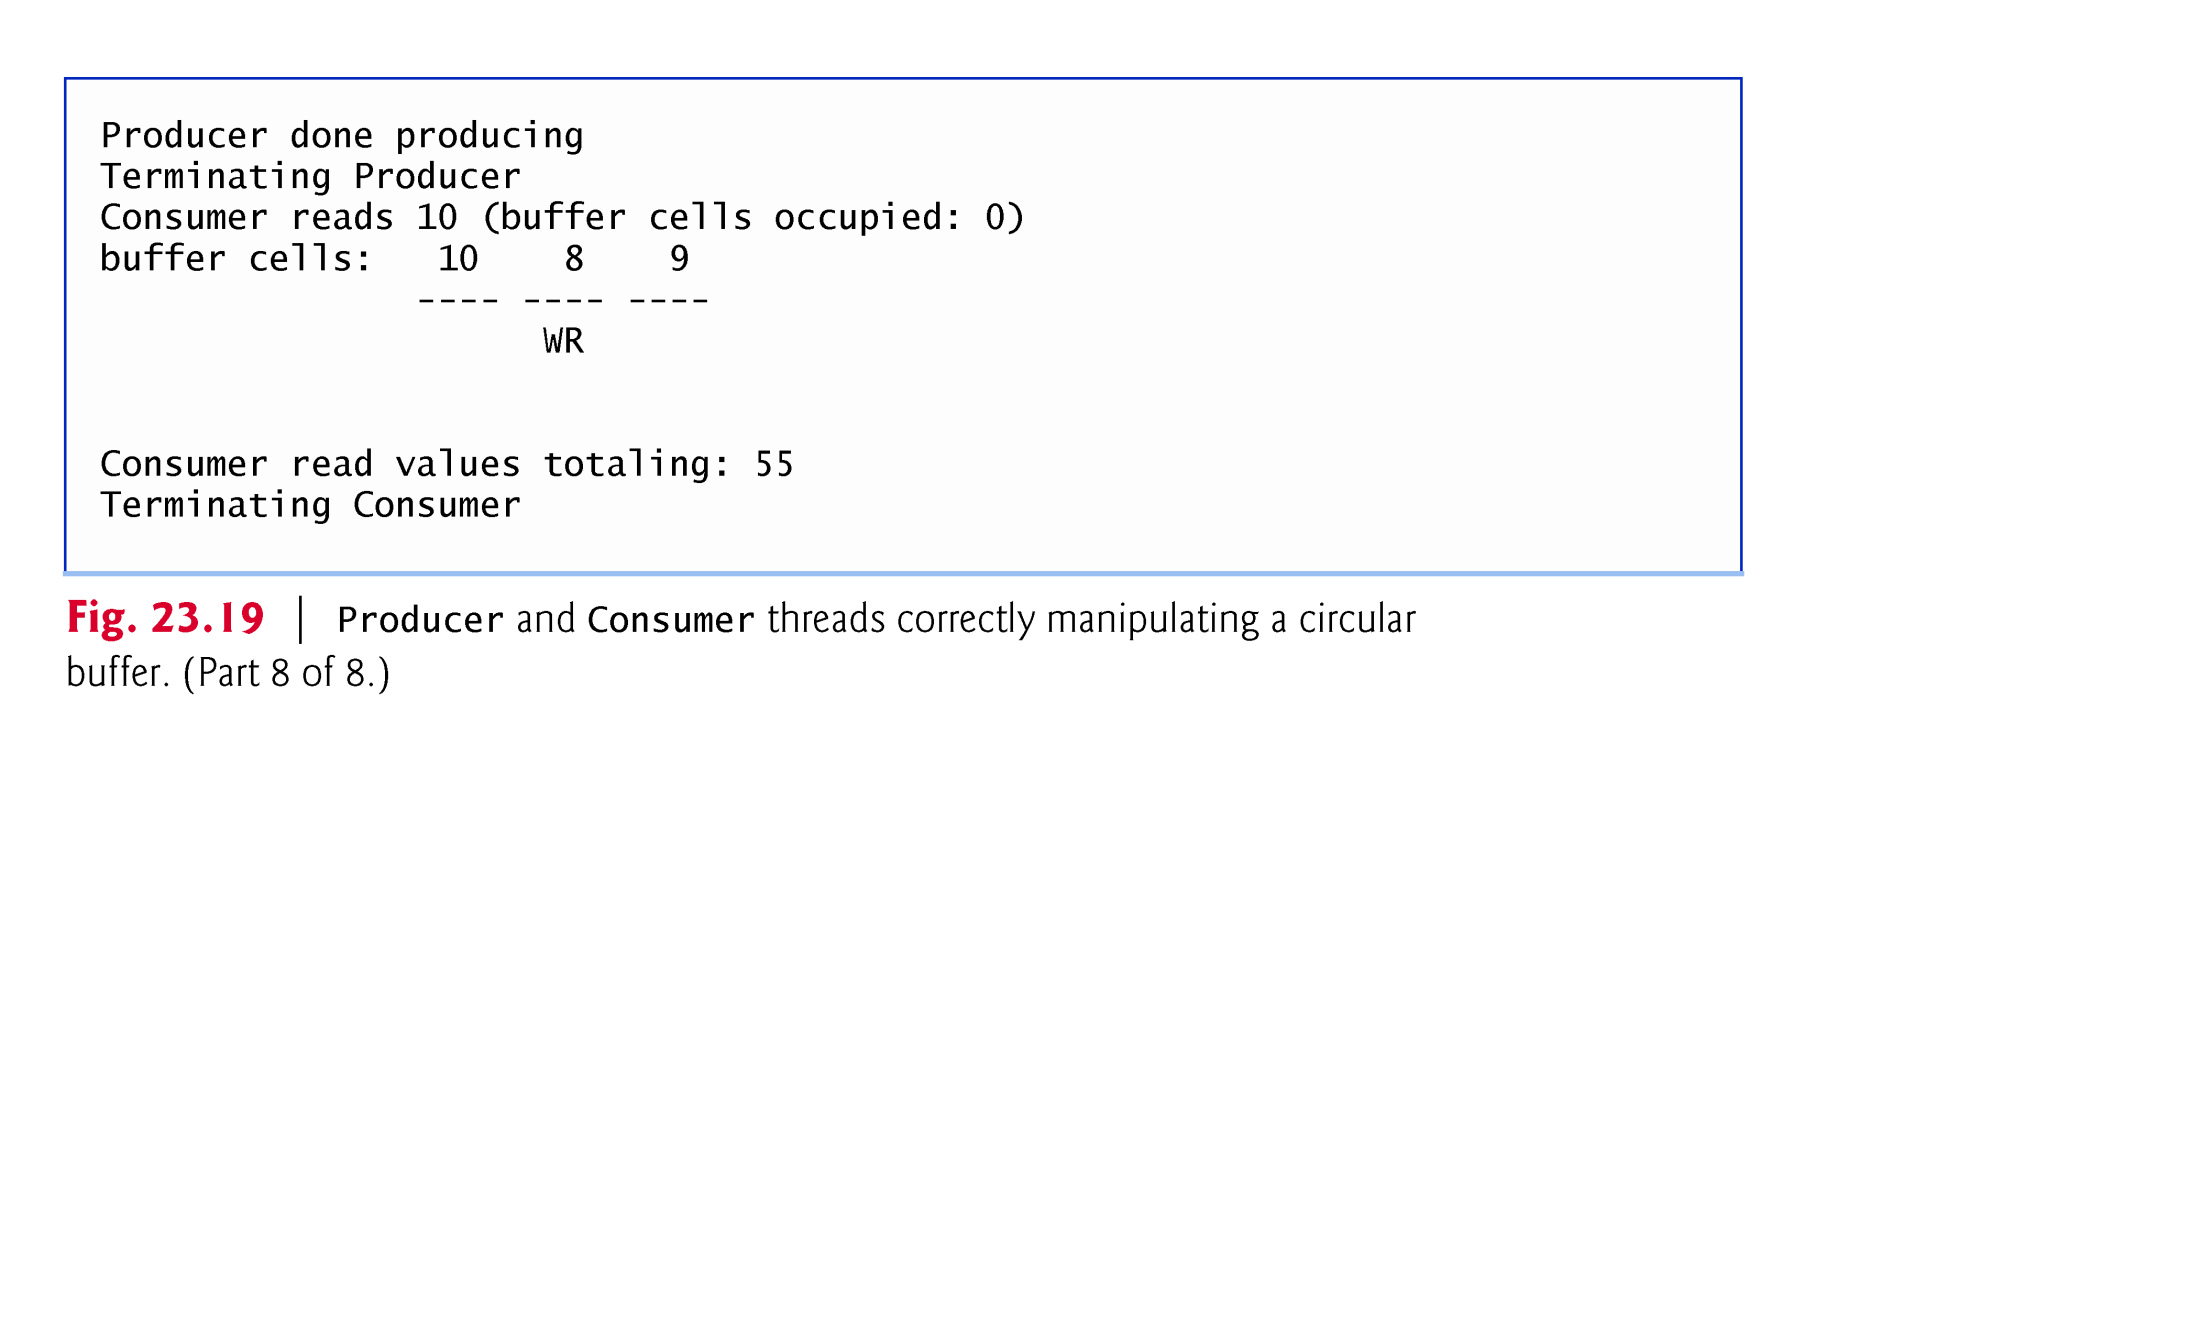 Producer done producing
Terminating Producer
Consumer reads 10 (buffer cells occupied: 0)
buffer cells:   10    8    9
               ---- ---- ----
                     WR
Consumer read values totaling: 55
Terminating Consumer
Fig. 23.19 | Producer and Consumer threads correctly manipulating a circular
buffer. (Part 8 of 8.)